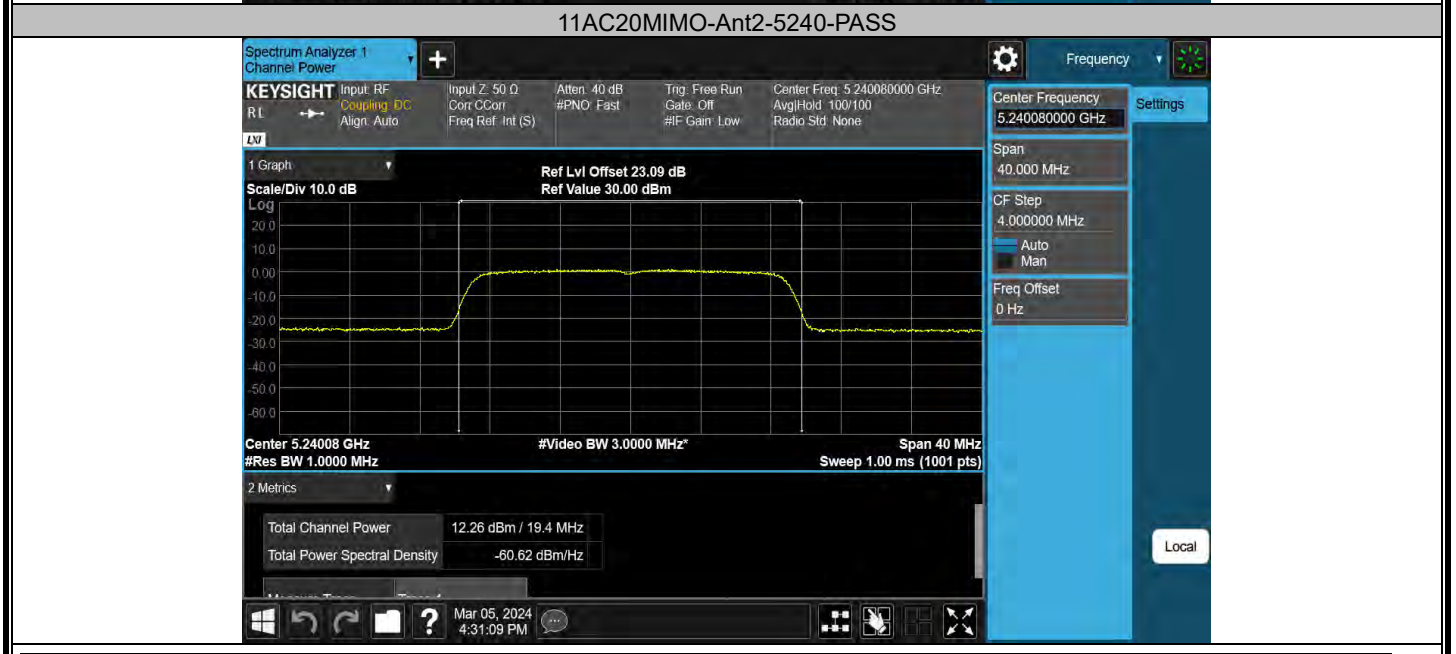 11AC20MIMO-Ant2-5240-PASS
Spectrum Analyzer 1
Channel Power
Frequency
KEYSIGHT
RL
LXI
Input: RF
Coupling: DC
Align: Auto
Input Z: 50 Ω
Corr CCorr
Freq Ref: Int (S)
Atten: 40 dB
#PNO: Fast
Trig: Free Run
Gate: Off
#IF Gain: Low
Center Freq: 5.240080000 GHz
Avg|Hold: 100/100
Radio Std: None
Center Frequency
5.240080000 GHz
Settings
Span
40.000 MHz
CF Step
4.000000 MHz
Auto
Man
Freq Offset
0 Hz
1 Graph
Scale/Div 10.0 dB
Ref Lvl Offset 23.09 dB
Ref Value 30.00 dBm
Log
20.0
10.0
0.00
-10.0
-20.0
-30.0
-40.0
-50.0
-60.0
Center 5.24008 GHz
#Video BW 3.0000 MHz*
Span 40 MHz
#Res BW 1.0000 MHz
Sweep 1.00 ms (1001 pts)
2 Metrics
Total Channel Power 12.26 dBm / 19.4 MHz
Total Power Spectral Density -60.62 dBm/Hz
Local
Mar 05, 2024
4:31:09 PM